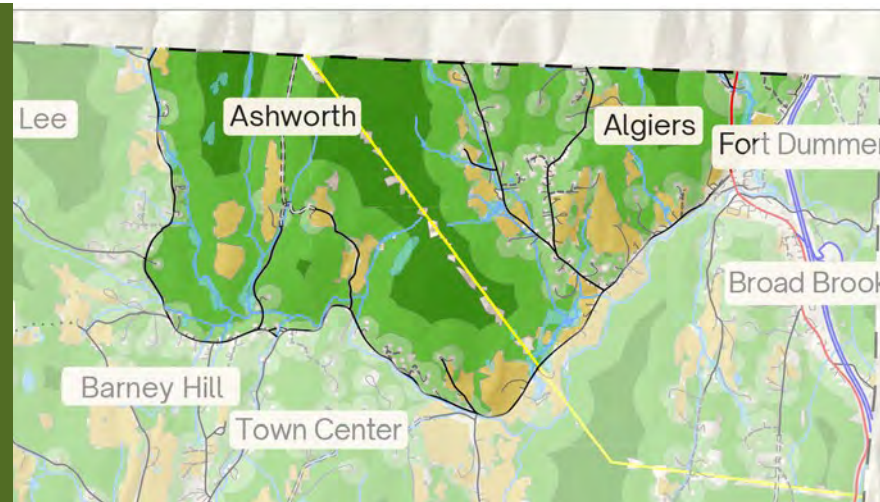 Lee
Ashworth
Algiers
Fort Dummer
Broad Brook
Barney Hill
Town Center